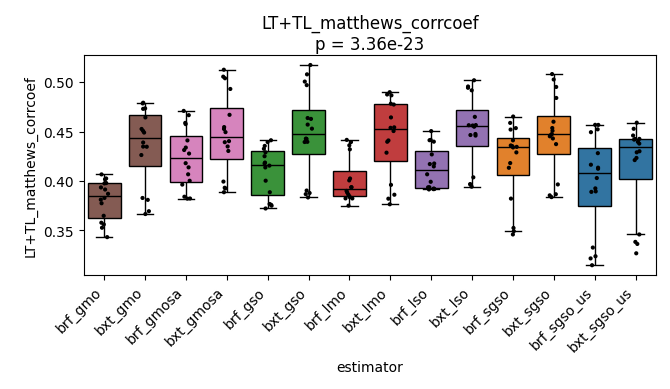 LT+TL_matthews_corrcoef
p = 3.36e-23
LT+TL_matthews_corrcoef
0.50
0.45
0.40
0.35
brf_gmo
bxt_gmo
brf_gmosa
bxt_gmosa
brf_gso
bxt_gso
brf_lmo
bxt_lmo
brf_lso
bxt_lso
brf_sgso
bxt_sgso
brf_sgso_us
bxt_sgso_us
estimator